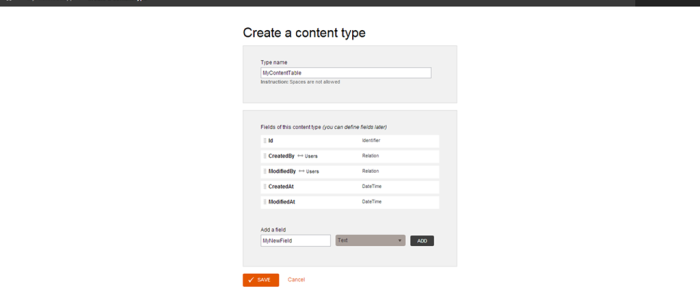 Create a content type
Type name
MyContentTable
Instruction: Spaces are not allowed
Fields of this content type (you can define fields later)
Id Identifier
CreatedBy Users Relation
ModifiedBy Users Relation
CreatedAt DateTime
ModifiedAt DateTime
Add a field
MyNewField Text ADD
SAVE Cancel